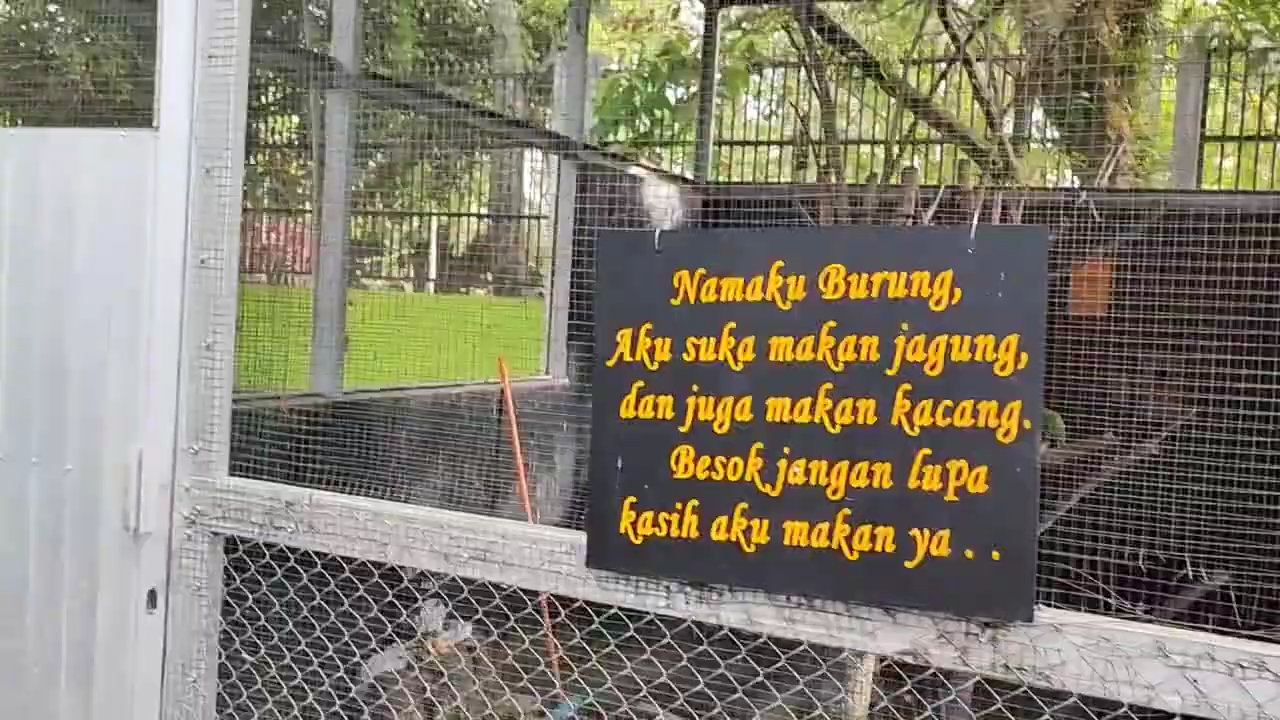 Namaku Burung,
Aku suka makan jagung,
dan juga makan kacang.
Besok jangan lupa
kasih aku makan ya . .